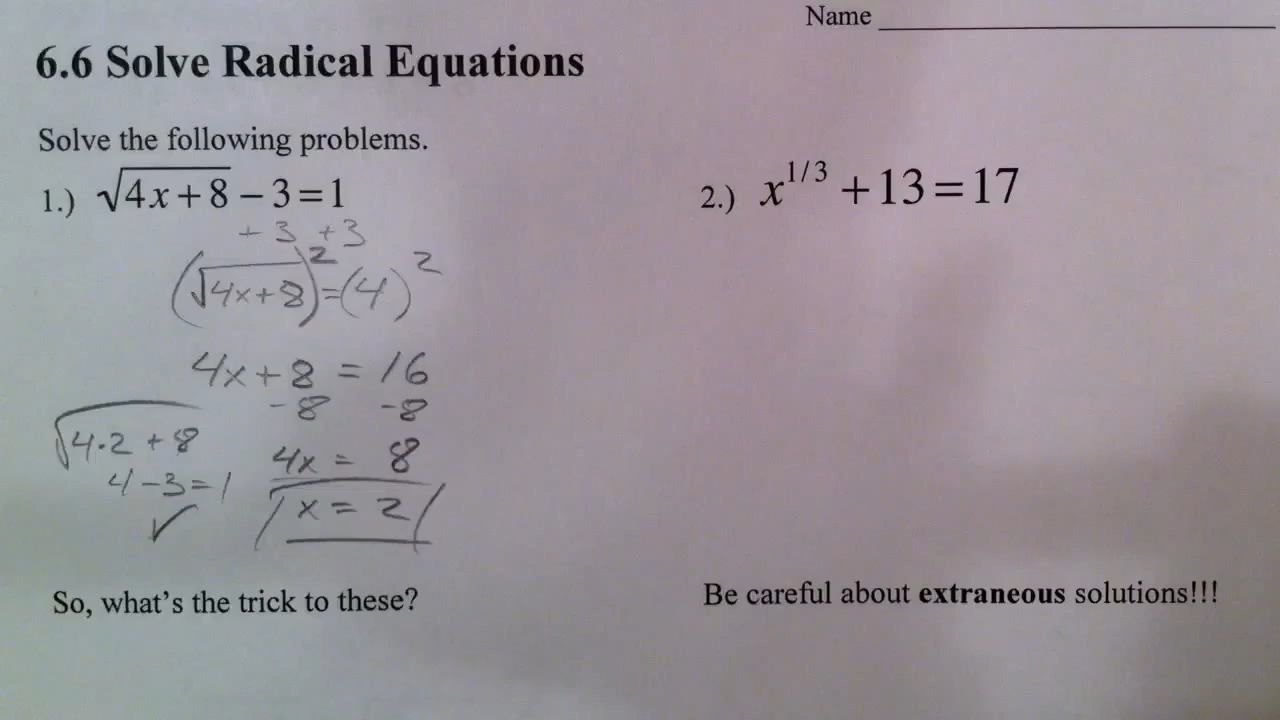 Name
6.6 Solve Radical Equations
Solve the following problems.
1.) √4x+8 − 3 = 1
+3 +3
(√4x+8)² = (4)²
4x+8 = 16
-8 -8
4x = 8
x = 2
√4·2 + 8
4 - 3 = 1
✓
So, what's the trick to these?
2.) x^1/3 + 13 = 17
Be careful about extraneous solutions!!!